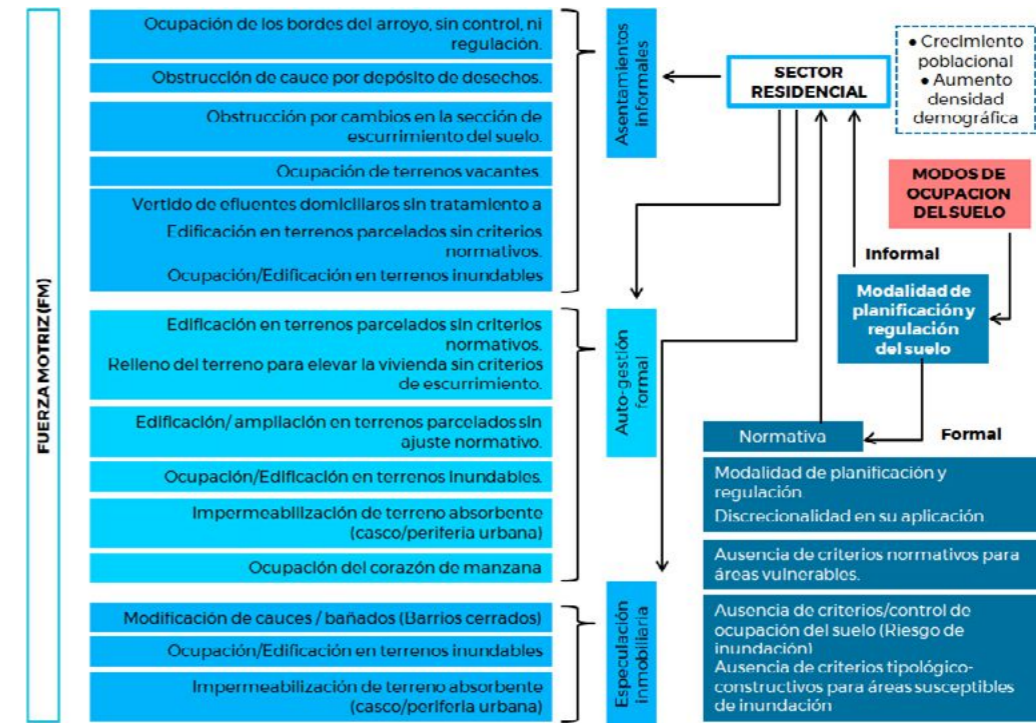 FUERZA MOTRIZ (FM)
Ocupación de los bordes del arroyo, sin control, ni
regulación.
Obstrucción de cauce por depósito de desechos.
Obstrucción por cambios en la sección de
escurrimiento del suelo.
Ocupación de terrenos vacantes.
Vertido de efluentes domiciliaros sin tratamiento a
Edificación en terrenos parcelados sin criterios
normativos.
Ocupación/Edificación en terrenos inundables
Edificación en terrenos parcelados sin criterios
normativos.
Relleno del terreno para elevar la vivienda sin criterios
de escurrimiento.
Edificación/ ampliación en terrenos parcelados sin
ajuste normativo.
Ocupación/Edificación en terrenos inundables.
Impermeabilización de terreno absorbente
(casco/periferia urbana)
Ocupación del corazón de manzana
Modificación de cauces / bañados (Barrios cerrados)
Ocupación/Edificación en terrenos inundables
Impermeabilización de terreno absorbente
(casco/periferia urbana)
Asentamientos
informales
Auto-gestión
formal
Especulación
inmobiliaria
SECTOR
RESIDENCIAL
• Crecimiento
poblacional
• Aumento
densidad
demográfica
MODOS DE
OCUPACION
DEL SUELO
Informal
Modalidad de
planificación y
regulación
del suelo
Normativa
Formal
Modalidad de planificación y
regulación
Discrecionalidad en su aplicación
Ausencia de criterios normativos para
áreas vulnerables.
Ausencia de criterios/control de
ocupación del suelo (Riesgo de
inundación)
Ausencia de criterios tipológico-
constructivos para áreas susceptibles
de inundación